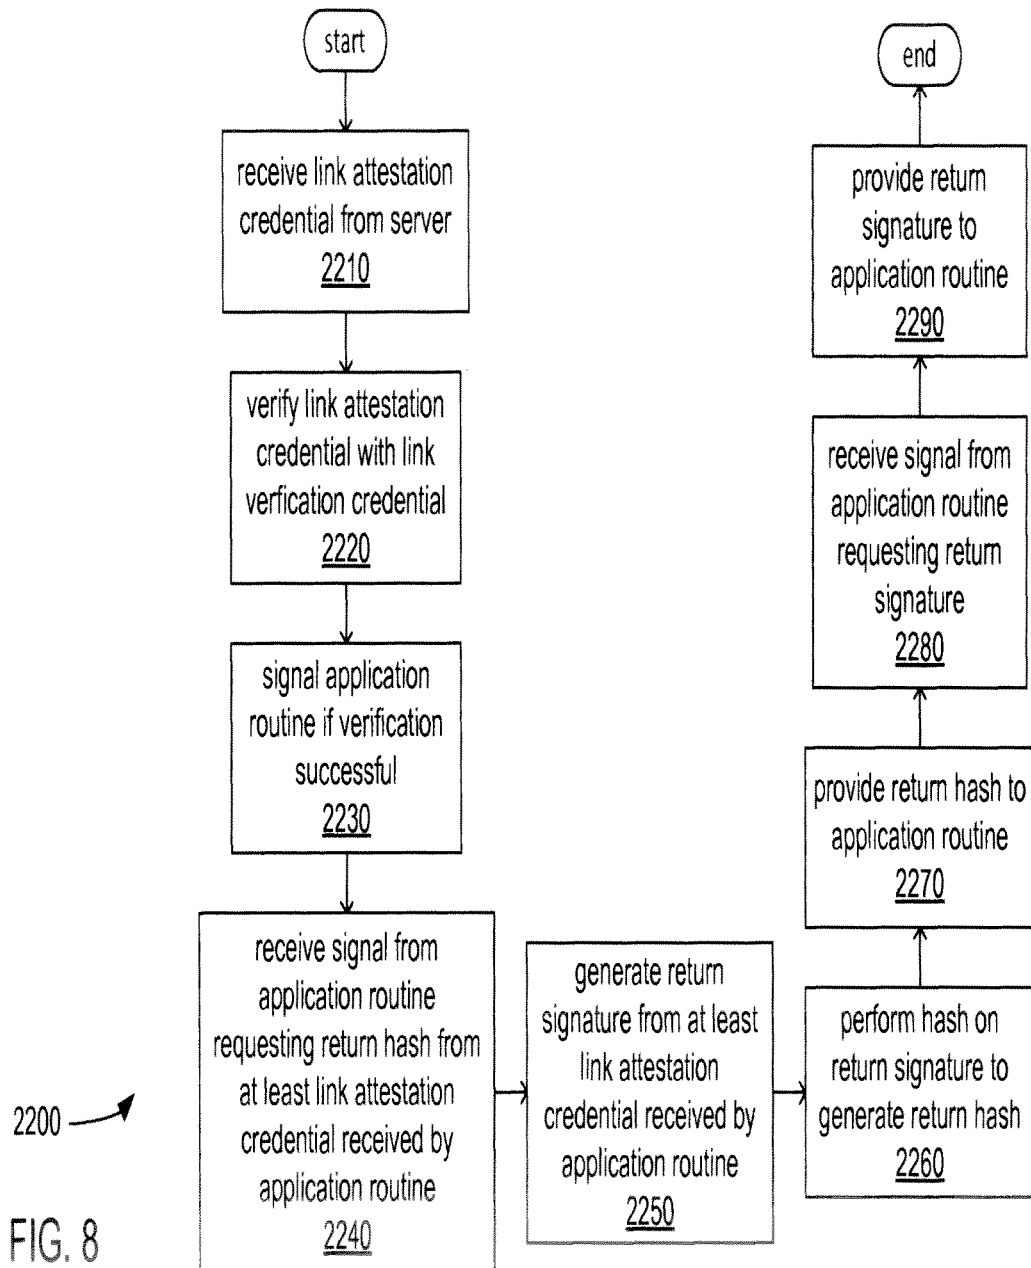 start
receive link attestation
credential from server
2210
verify link attestation
credential with link
verfication credential
2220
signal application
routine if verification
successful
2230
receive signal from
application routine
requesting return hash from
at least link attestation
credential received by
application routine
2240
generate return
signature from at least
link attestation
credential received by
application routine
2250
perform hash on
return signature to
generate return hash
2260
provide return hash to
application routine
2270
receive signal from
application routine
requesting return
signature
2280
provide return
signature to
application routine
2290
end
2200
FIG. 8